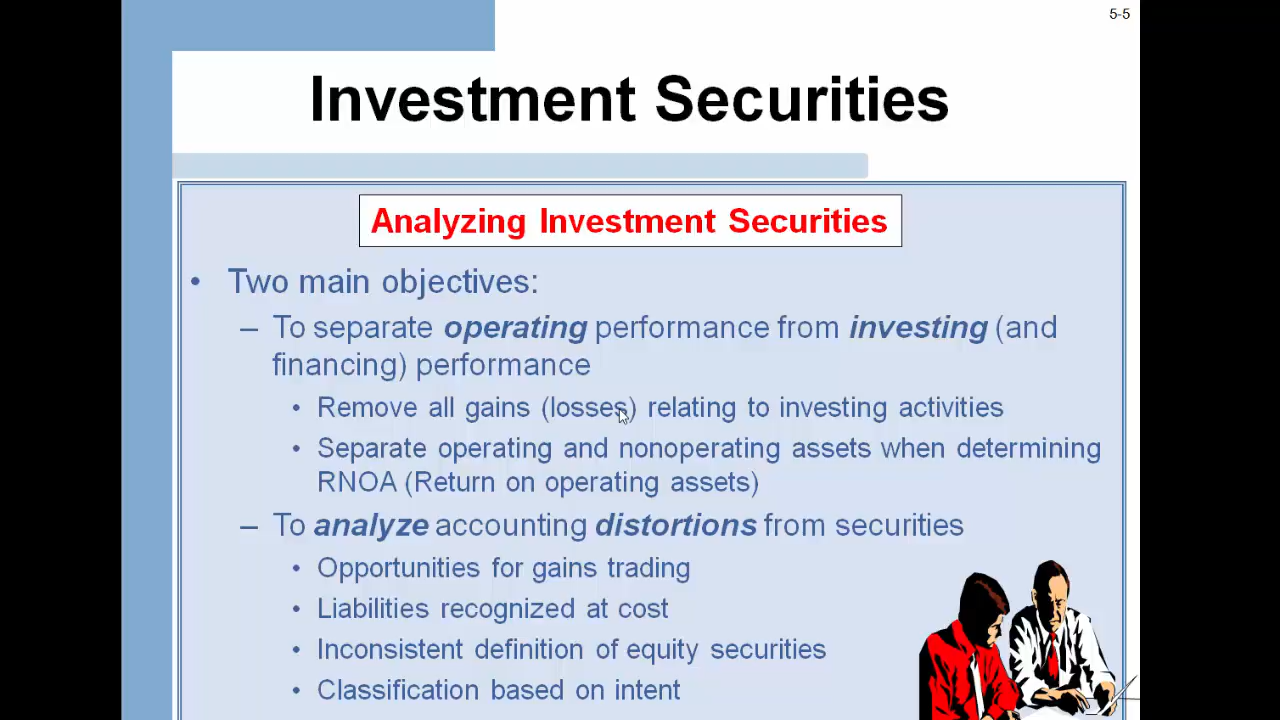 5-5
Investment Securities
Analyzing Investment Securities
• Two main objectives:
– To separate operating performance from investing (and
financing) performance
• Remove all gains (losses) relating to investing activities
• Separate operating and nonoperating assets when determining
RNOA (Return on operating assets)
– To analyze accounting distortions from securities
• Opportunities for gains trading
• Liabilities recognized at cost
• Inconsistent definition of equity securities
• Classification based on intent